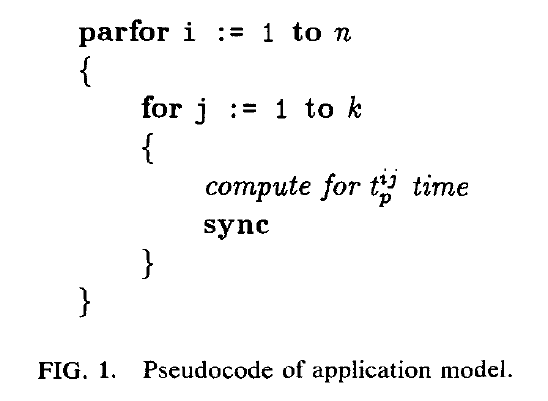 parfor i := 1 to n
{
for j := 1 to k
{
compute for t_p^{ij} time
sync
}
}
FIG. 1. Pseudocode of application model.